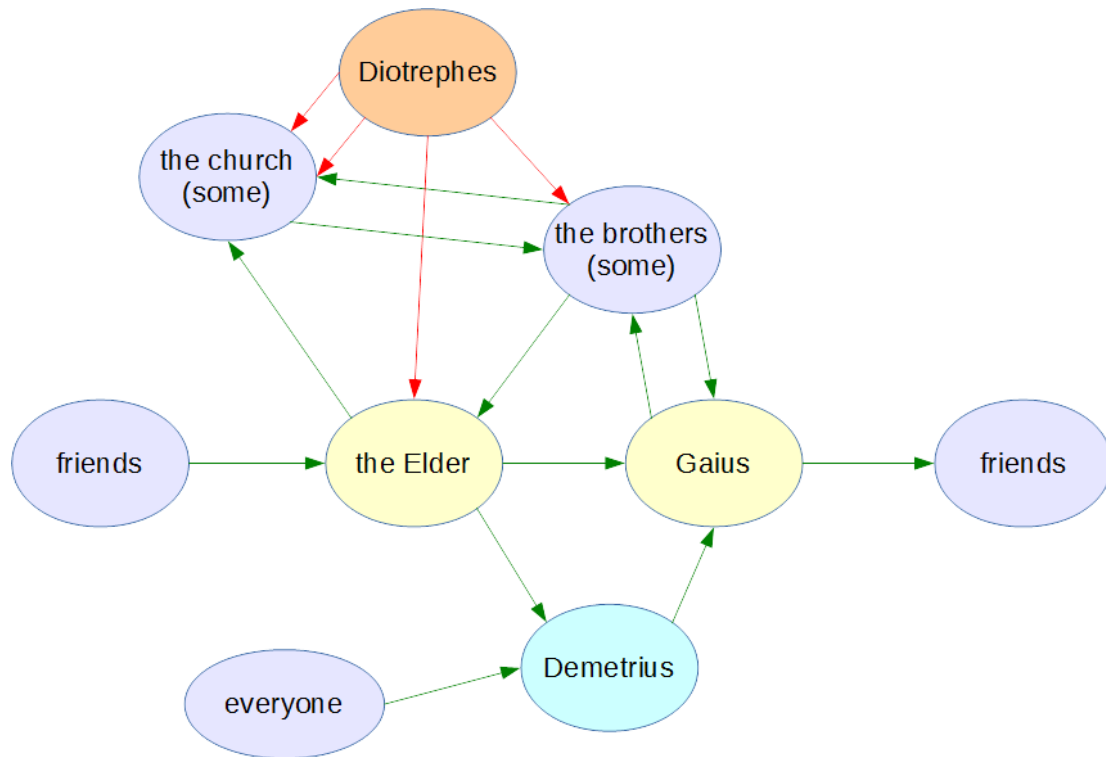 Diotrephes
the church
(some)
the brothers
(some)
friends
the Elder
Gaius
friends
Demetrius
everyone